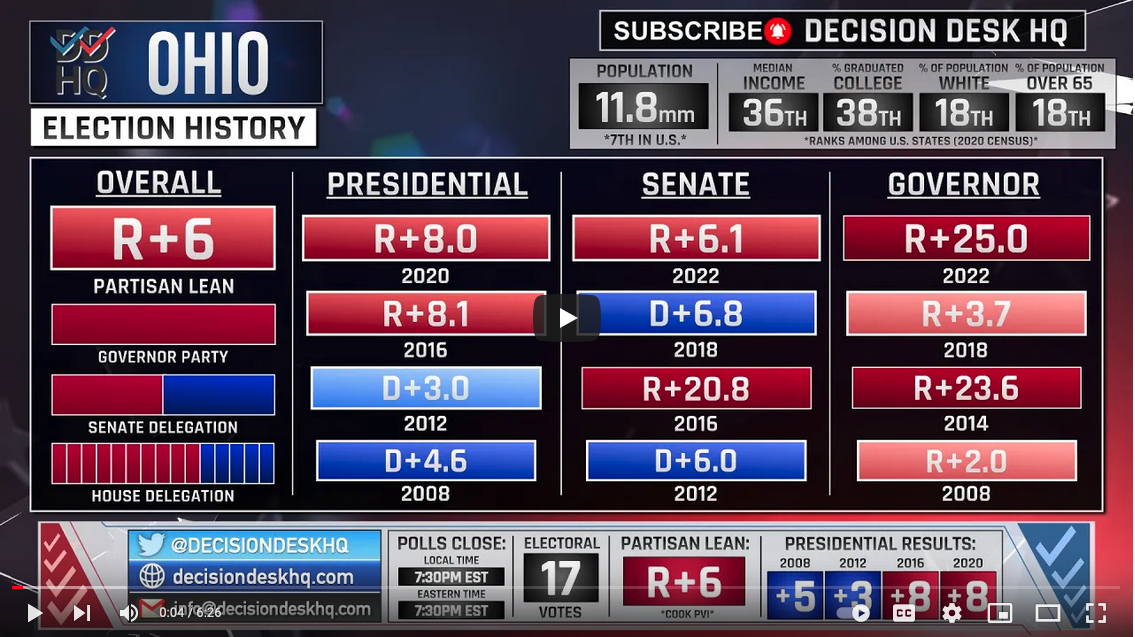 DD
HQ
OHIO
ELECTION HISTORY
SUBSCRIBE DECISION DESK HQ
POPULATION
11.8mm
*7TH IN U.S.*
MEDIAN
INCOME
36TH
% GRADUATED
COLLEGE
38TH
% OF POPULATION
WHITE
18TH
% OF POPULATION
OVER 65
18TH
*RANKS AMONG U.S. STATES (2020 CENSUS)*
OVERALL
R+6
PARTISAN LEAN
GOVERNOR PARTY
SENATE DELEGATION
HOUSE DELEGATION
PRESIDENTIAL
R+8.0
2020
R+8.1
2016
D+3.0
2012
D+4.6
2008
SENATE
R+6.1
2022
D+6.8
2018
R+20.8
2016
D+6.0
2012
GOVERNOR
R+25.0
2022
R+3.7
2018
R+23.6
2014
R+2.0
2008
@DECISIONDESKHQ
decisiondeskhq.com
info@decisiondeskhq.com
POLLS CLOSE:
LOCAL TIME
7:30PM EST
EASTERN TIME
7:30PM EST
ELECTORAL
17
VOTES
PARTISAN LEAN:
R+6
*COOK PVI*
PRESIDENTIAL RESULTS:
2008 2012 2016 2020
+5 +3 +8 +8
0:04 / 6:26
CC